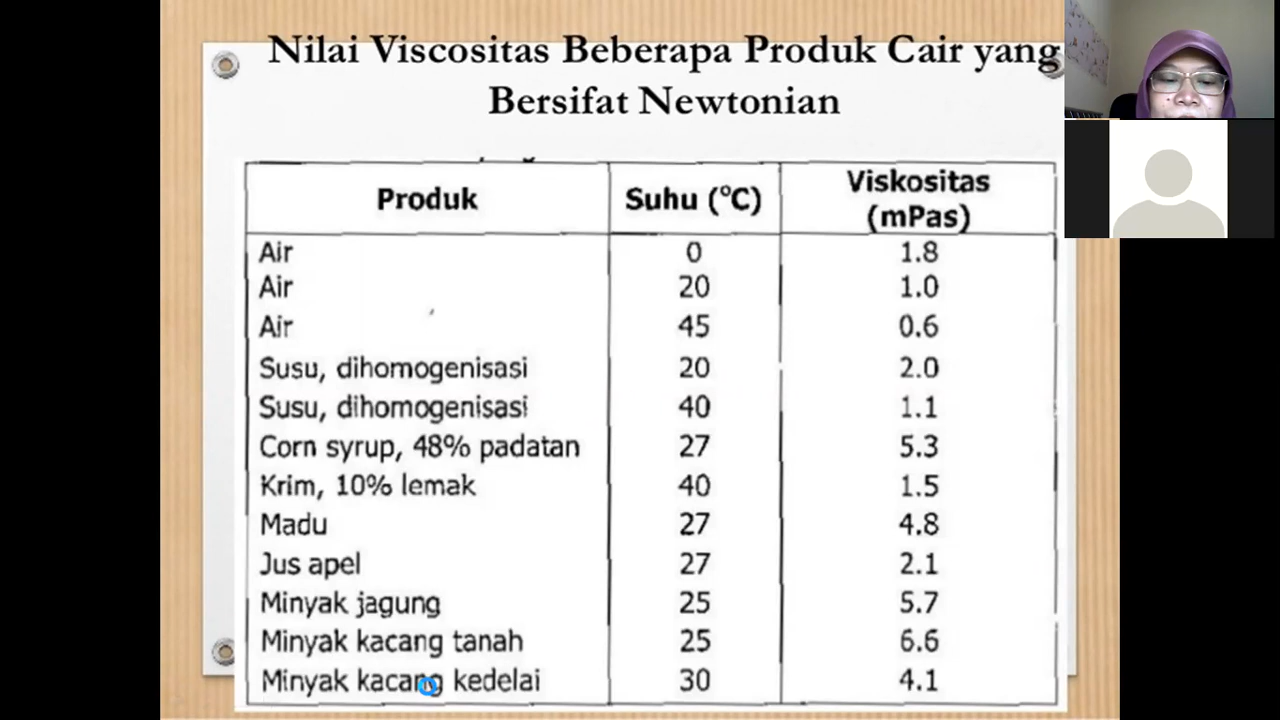 Nilai Viscositas Beberapa Produk Cair yang
Bersifat Newtonian
Produk Suhu (°C) Viskositas (mPas)
Air 0 1.8
Air 20 1.0
Air 45 0.6
Susu, dihomogenisasi 20 2.0
Susu, dihomogenisasi 40 1.1
Corn syrup, 48% padatan 27 5.3
Krim, 10% lemak 40 1.5
Madu 27 4.8
Jus apel 27 2.1
Minyak jagung 25 5.7
Minyak kacang tanah 25 6.6
Minyak kacang kedelai 30 4.1